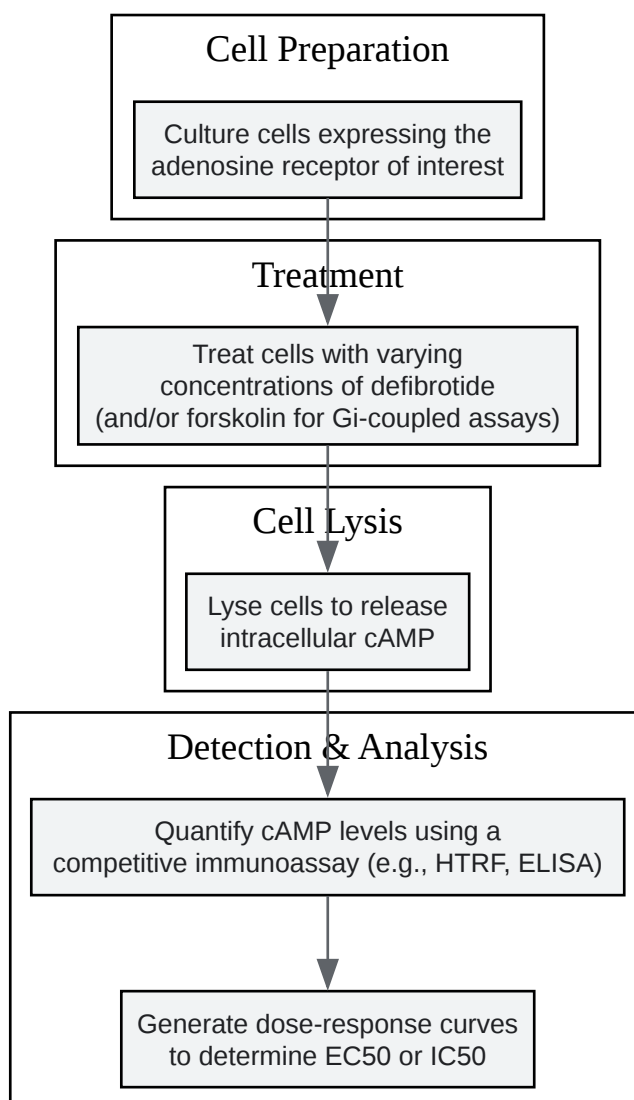 Cell Preparation
Culture cells expressing the
adenosine receptor of interest
Treatment
Treat cells with varying
concentrations of defibrotide
(and/or forskolin for Gi-coupled assays)
Cell Lysis
Lyse cells to release
intracellular cAMP
Detection & Analysis
Quantify cAMP levels using a
competitive immunoassay (e.g., HTRF, ELISA)
Generate dose-response curves
to determine EC50 or IC50